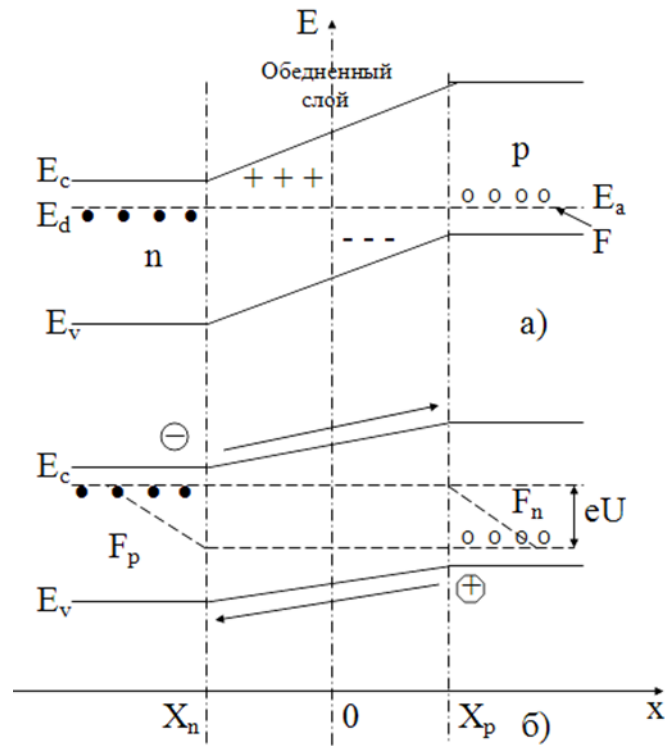 E
Обедненный
слой
p
E_c
+ + +
E_d
E_a
n
- - -
F
E_v
а)
−
E_c
F_n
eU
F_p
E_v
+
X_n
0
X_p
б)
x